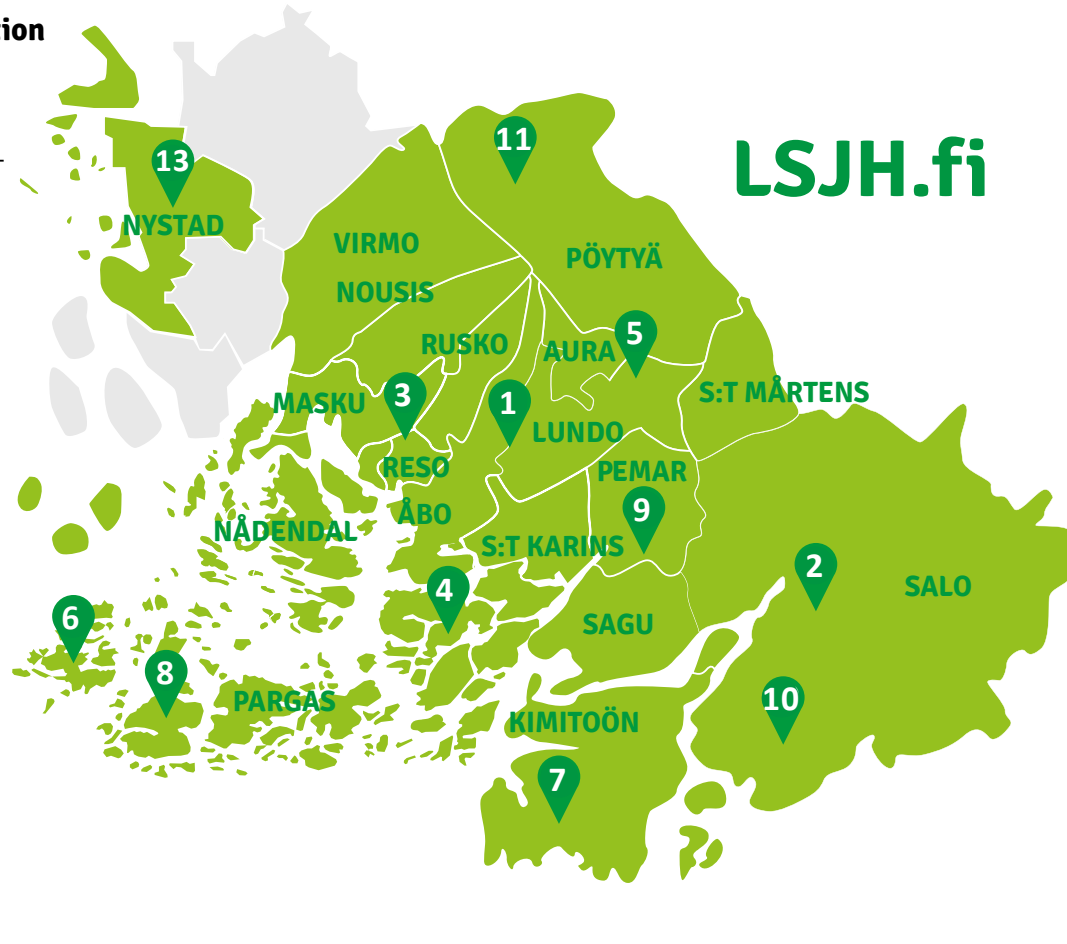 tion
LSJH.fi
11
13
NYSTAD
VIRMO
PÖYTYÄ
NOUSIS
RUSKO
AURA
5
MASKU
3
1
S:T MÅRTENS
LUNDO
RESO
PEMAR
ÅBO
9
NÅDENDAL
S:T KARINS
2
SALO
4
6
SAGU
8
PARGAS
10
KIMITOÖN
7